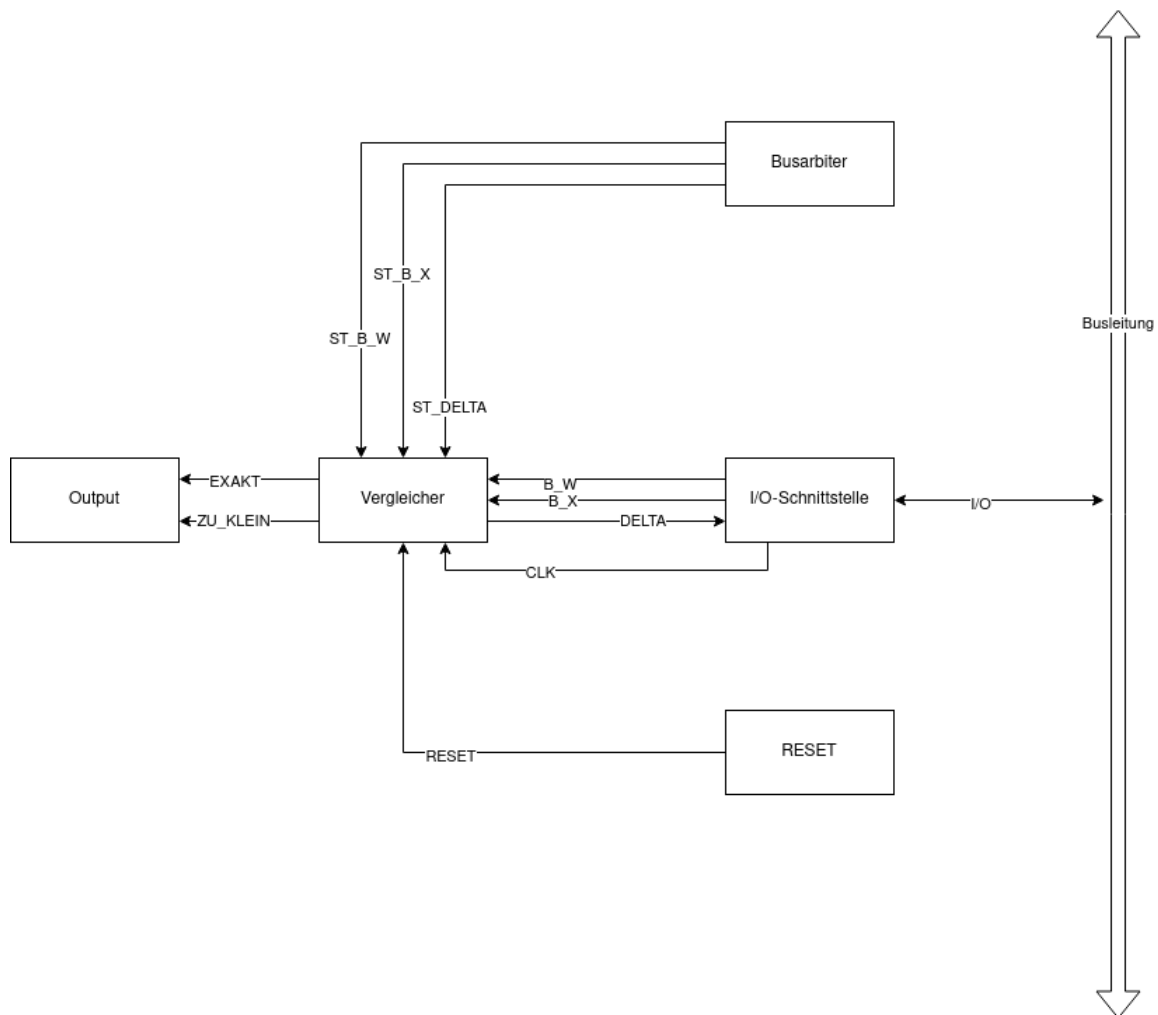 Busarbiter
ST_B_X
Busleitung
ST_B_W
ST_DELTA
EXAKT
B_W
Output
Vergleicher
I/O-Schnittstelle
B_X
I/O
ZU_KLEIN
DELTA
CLK
RESET
RESET